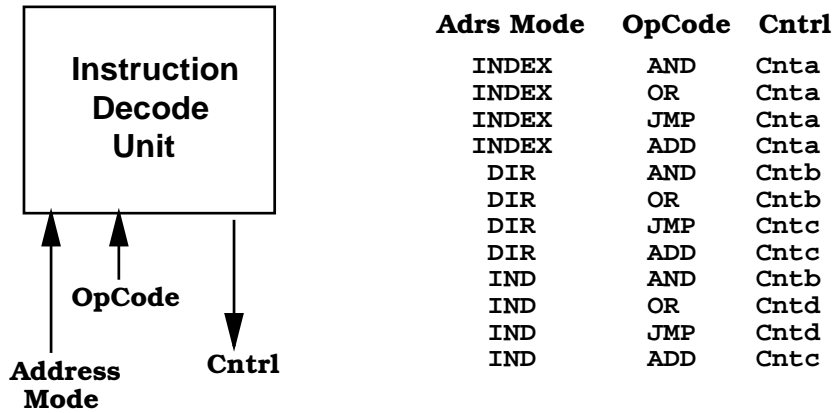 Instruction
Decode
Unit
OpCode
Address
Mode
Cntrl
Adrs Mode OpCode Cntrl
INDEX AND Cnta
INDEX OR Cnta
INDEX JMP Cnta
INDEX ADD Cnta
DIR AND Cntb
DIR OR Cntb
DIR JMP Cntc
DIR ADD Cntc
IND AND Cntb
IND OR Cntd
IND JMP Cntd
IND ADD Cntc